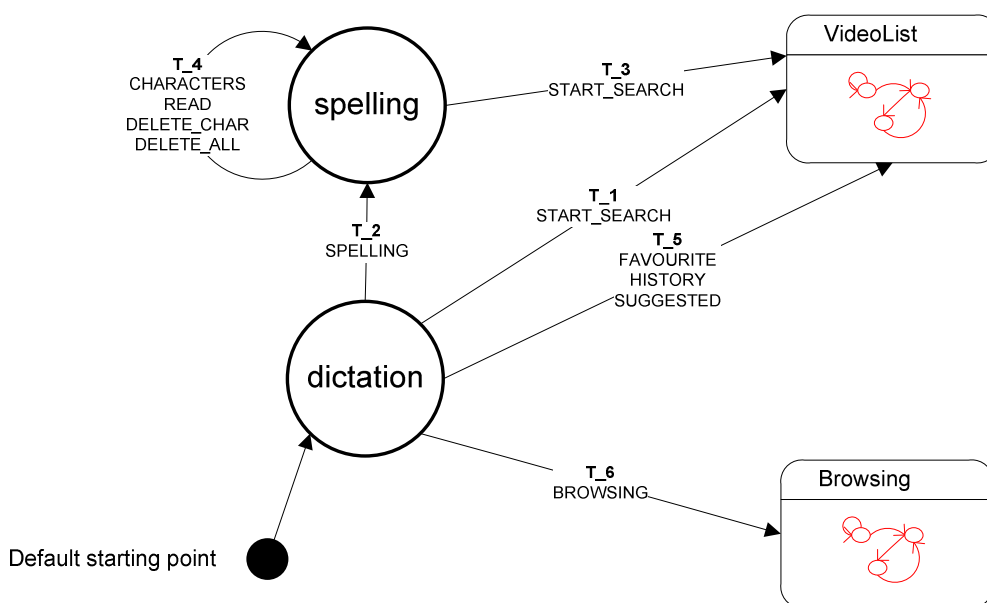 VideoList
T_4
CHARACTERS
READ
DELETE_CHAR
DELETE_ALL
spelling
T_3
START_SEARCH
T_1
START_SEARCH
T_2
SPELLING
T_5
FAVOURITE
HISTORY
SUGGESTED
dictation
T_6
BROWSING
Browsing
Default starting point